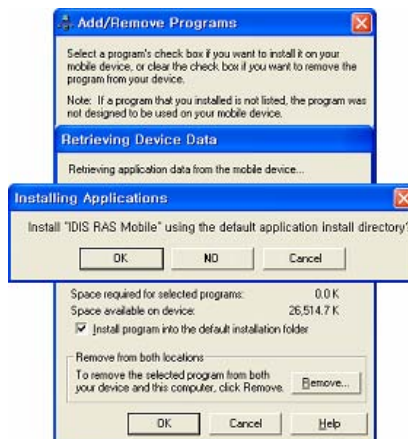 Add/Remove Programs
Select a program's check box if you want to install it on your
mobile device, or clear the check box if you want to remove the
program from your device.
Note: If a program that you installed is not listed, the program was
not designed to be used on your mobile device.
Retrieving Device Data
Retrieving application data from the mobile device...
Installing Applications
Install "IDIS RAS Mobile" using the default application install directory?
OK
NO
Cancel
Space required for selected programs: 0.0 K
Space available on device: 26,514.7 K
Install program into the default installation
folder
Remove from both locations
To remove the selected program from both
your device and this computer, click Remove.
Remove...
OK
Cancel
Help